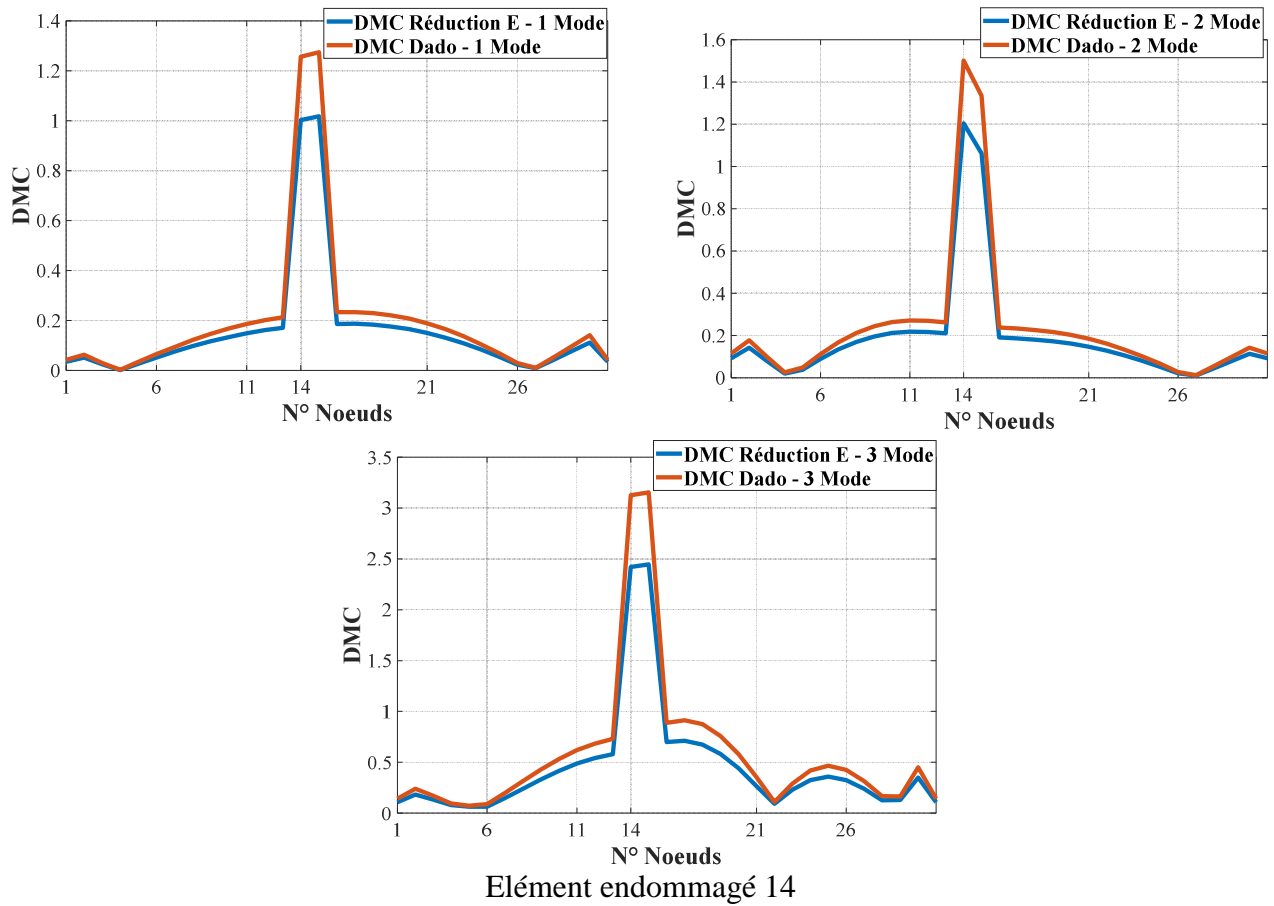 DMC Réduction E - 1 Mode
DMC Dado - 1 Mode
1.4
1.2
1
0.8
0.6
0.4
0.2
0
DMC
1 6 11 14 21 26
N° Noeuds
DMC Réduction E - 2 Mode
DMC Dado - 2 Mode
1.6
1.4
1.2
1
0.8
0.6
0.4
0.2
0
DMC
1 6 11 14 21 26
N° Noeuds
DMC Réduction E - 3 Mode
DMC Dado - 3 Mode
3.5
3
2.5
2
1.5
1
0.5
0
DMC
1 6 11 14 21 26
N° Noeuds
Elément endommagé 14